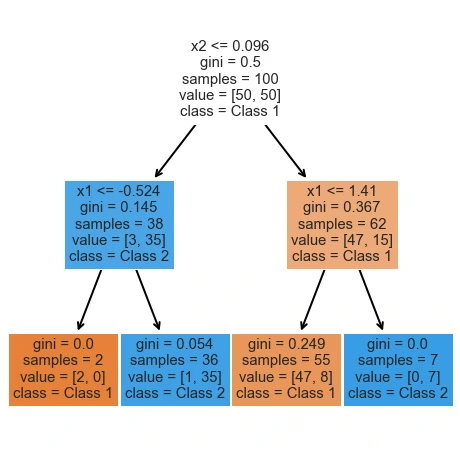 x2 <= 0.096
gini = 0.5
samples = 100
value = [50, 50]
class = Class 1
x1 <= -0.524
gini = 0.145
samples = 38
value = [3, 35]
class = Class 2
x1 <= 1.41
gini = 0.367
samples = 62
value = [47, 15]
class = Class 1
gini = 0.0
samples = 2
value = [2, 0]
class = Class 1
gini = 0.054
samples = 36
value = [1, 35]
class = Class 2
gini = 0.249
samples = 55
value = [47, 8]
class = Class 1
gini = 0.0
samples = 7
value = [0, 7]
class = Class 2